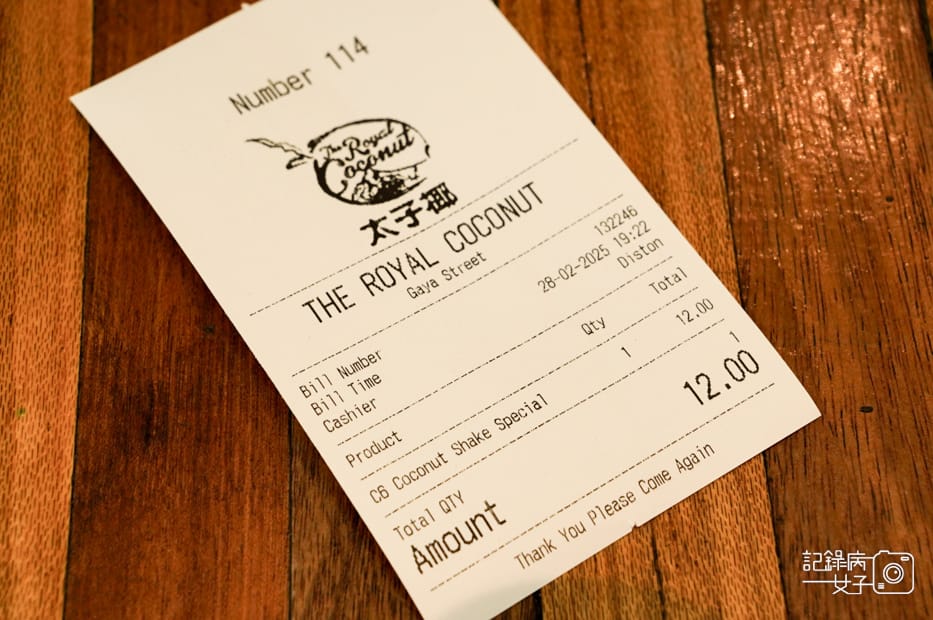 Number 114
The Royal
Coconut
太子椰
THE ROYAL COCONUT
Gaya Street
Bill Number 132246
Bill Time 28-02-2025 19:22
Cashier Diston
Product Qty Total
C6 Coconut Shake Special 1 12.00
Total QTY 1
Amount 12.00
Thank You Please Come Again
記錄病
女子